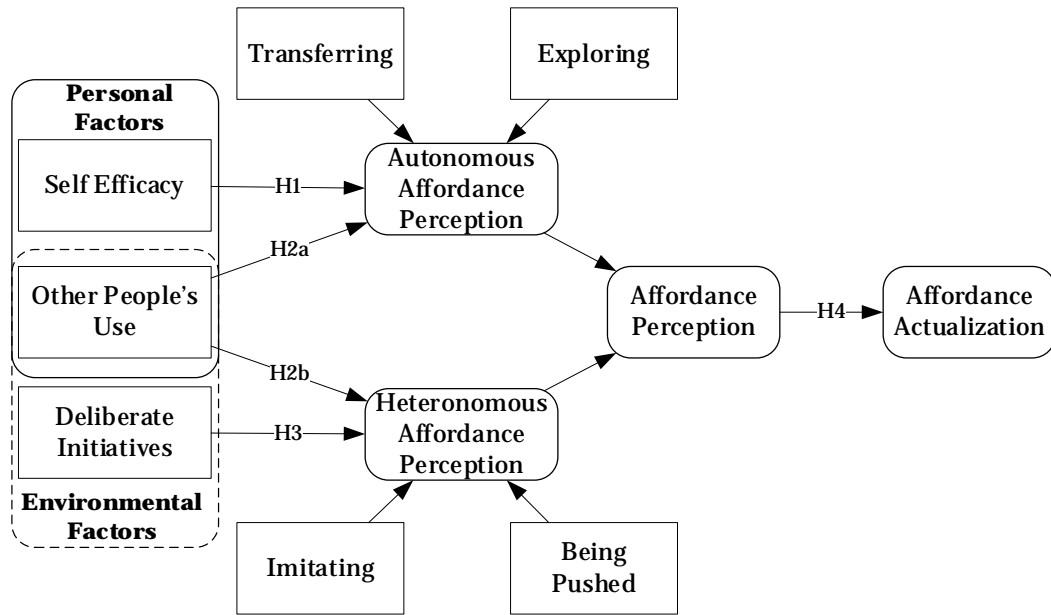 Transferring
Exploring
Personal
Factors
Self Efficacy
H1
Autonomous
Affordance
Perception
H2a
Other People's
Use
Affordance
Perception
H4
Affordance
Actualization
H2b
Deliberate
Initiatives
H3
Heteronomous
Affordance
Perception
Environmental
Factors
Imitating
Being
Pushed